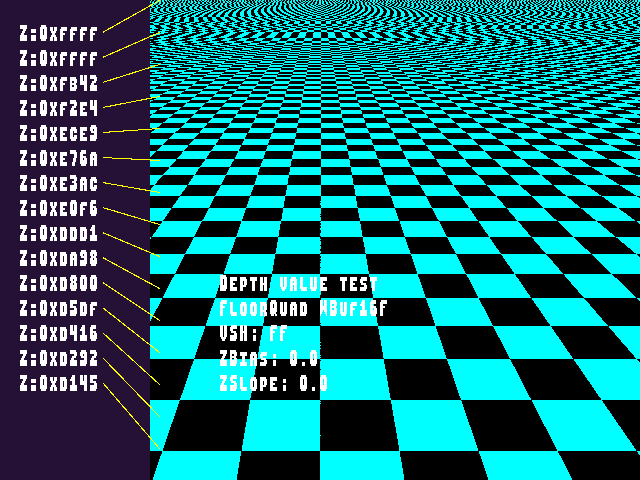 Z:0xffff
Z:0xffff
Z:0xfb42
Z:0xf2e4
Z:0xece9
Z:0xe76a
Z:0xe3ac
Z:0xe0f6
Z:0xddd1
Z:0xda98
Z:0xd800
Z:0xd5df
Z:0xd416
Z:0xd292
Z:0xd145
Depth value test
FloorQuad WBuf16f
VSH: FF
ZBias: 0.0
ZSlope: 0.0